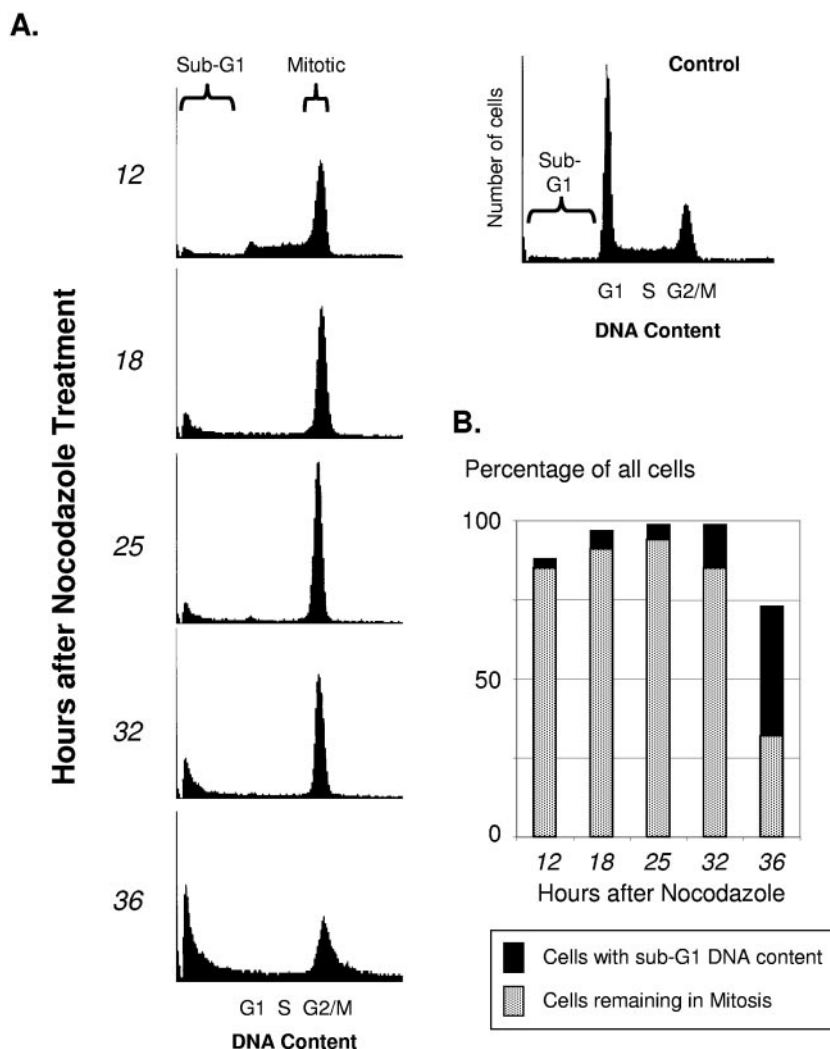 A.
Sub-G1
Mitotic
12
18
25
32
36
Hours after Nocodazole Treatment
G1 S G2/M
DNA Content
Control
Number of cells
Sub-
G1
G1 S G2/M
DNA Content
B.
Percentage of all cells
100
50
0
12 18 25 32 36
Hours after Nocodazole
Cells with sub-G1 DNA content
Cells remaining in Mitosis